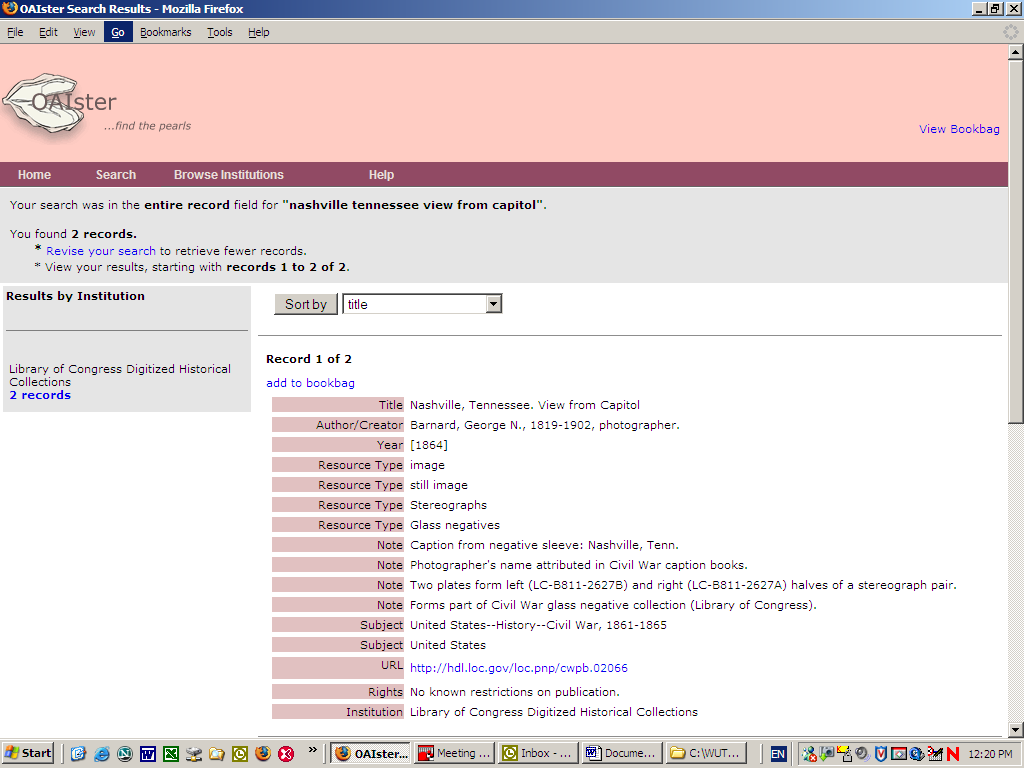 OAIster Search Results - Mozilla Firefox
File Edit View Go Bookmarks Tools Help
OAIster
...find the pearls
View Bookbag
Home Search Browse Institutions Help
Your search was in the entire record field for "nashville tennessee view from capitol".
You found 2 records.
* Revise your search to retrieve fewer records.
* View your results, starting with records 1 to 2 of 2.
Results by Institution
Library of Congress Digitized Historical
Collections
2 records
Sort by title
Record 1 of 2
add to bookbag
Title Nashville, Tennessee. View from Capitol
Author/Creator Barnard, George N., 1819-1902, photographer.
Year [1864]
Resource Type image
Resource Type still image
Resource Type Stereographs
Resource Type Glass negatives
Note Caption from negative sleeve: Nashville, Tenn.
Note Photographer's name attributed in Civil War caption books.
Note Two plates form left (LC-B811-2627B) and right (LC-B811-2627A) halves of a stereograph pair.
Note Forms part of Civil War glass negative collection (Library of Congress).
Subject United States--History--Civil War, 1861-1865
Subject United States
URL http://hdl.loc.gov/loc.pnp/cwpb.02066
Rights No known restrictions on publication.
Institution Library of Congress Digitized Historical Collections
Start » OAIster... Meeting ... Inbox - ... Docume... C:\WUT... EN 12:20 PM